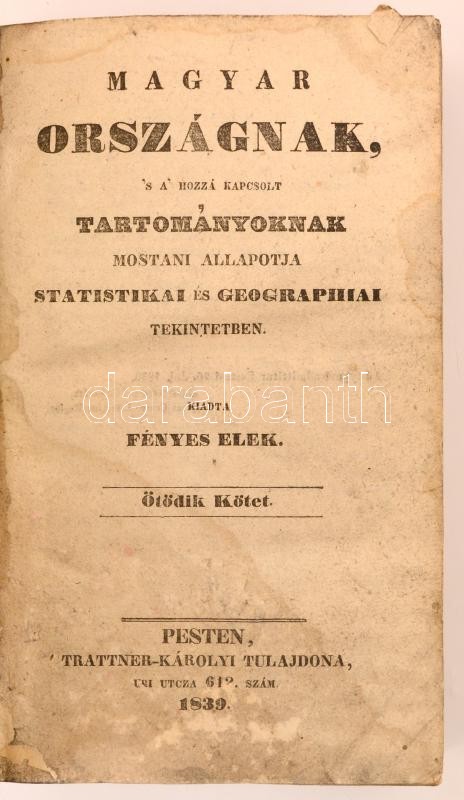 MAGYAR
ORSZÁGNAK,
's a' HOZZÁ KAPCSOLT
TARTOMÁNYOKNAK
MOSTANI ALLAPOTJA
STATISTIKAI ÉS GEOGRAPHIAI
TEKINTETBEN.
darabanth
KIADTA
FÉNYES ELEK.
Ötödik Kötet.
PESTEN,
TRATTNER-KÁROLYI TULAJDONA,
UTCZA 612. SZÁM.
1839.